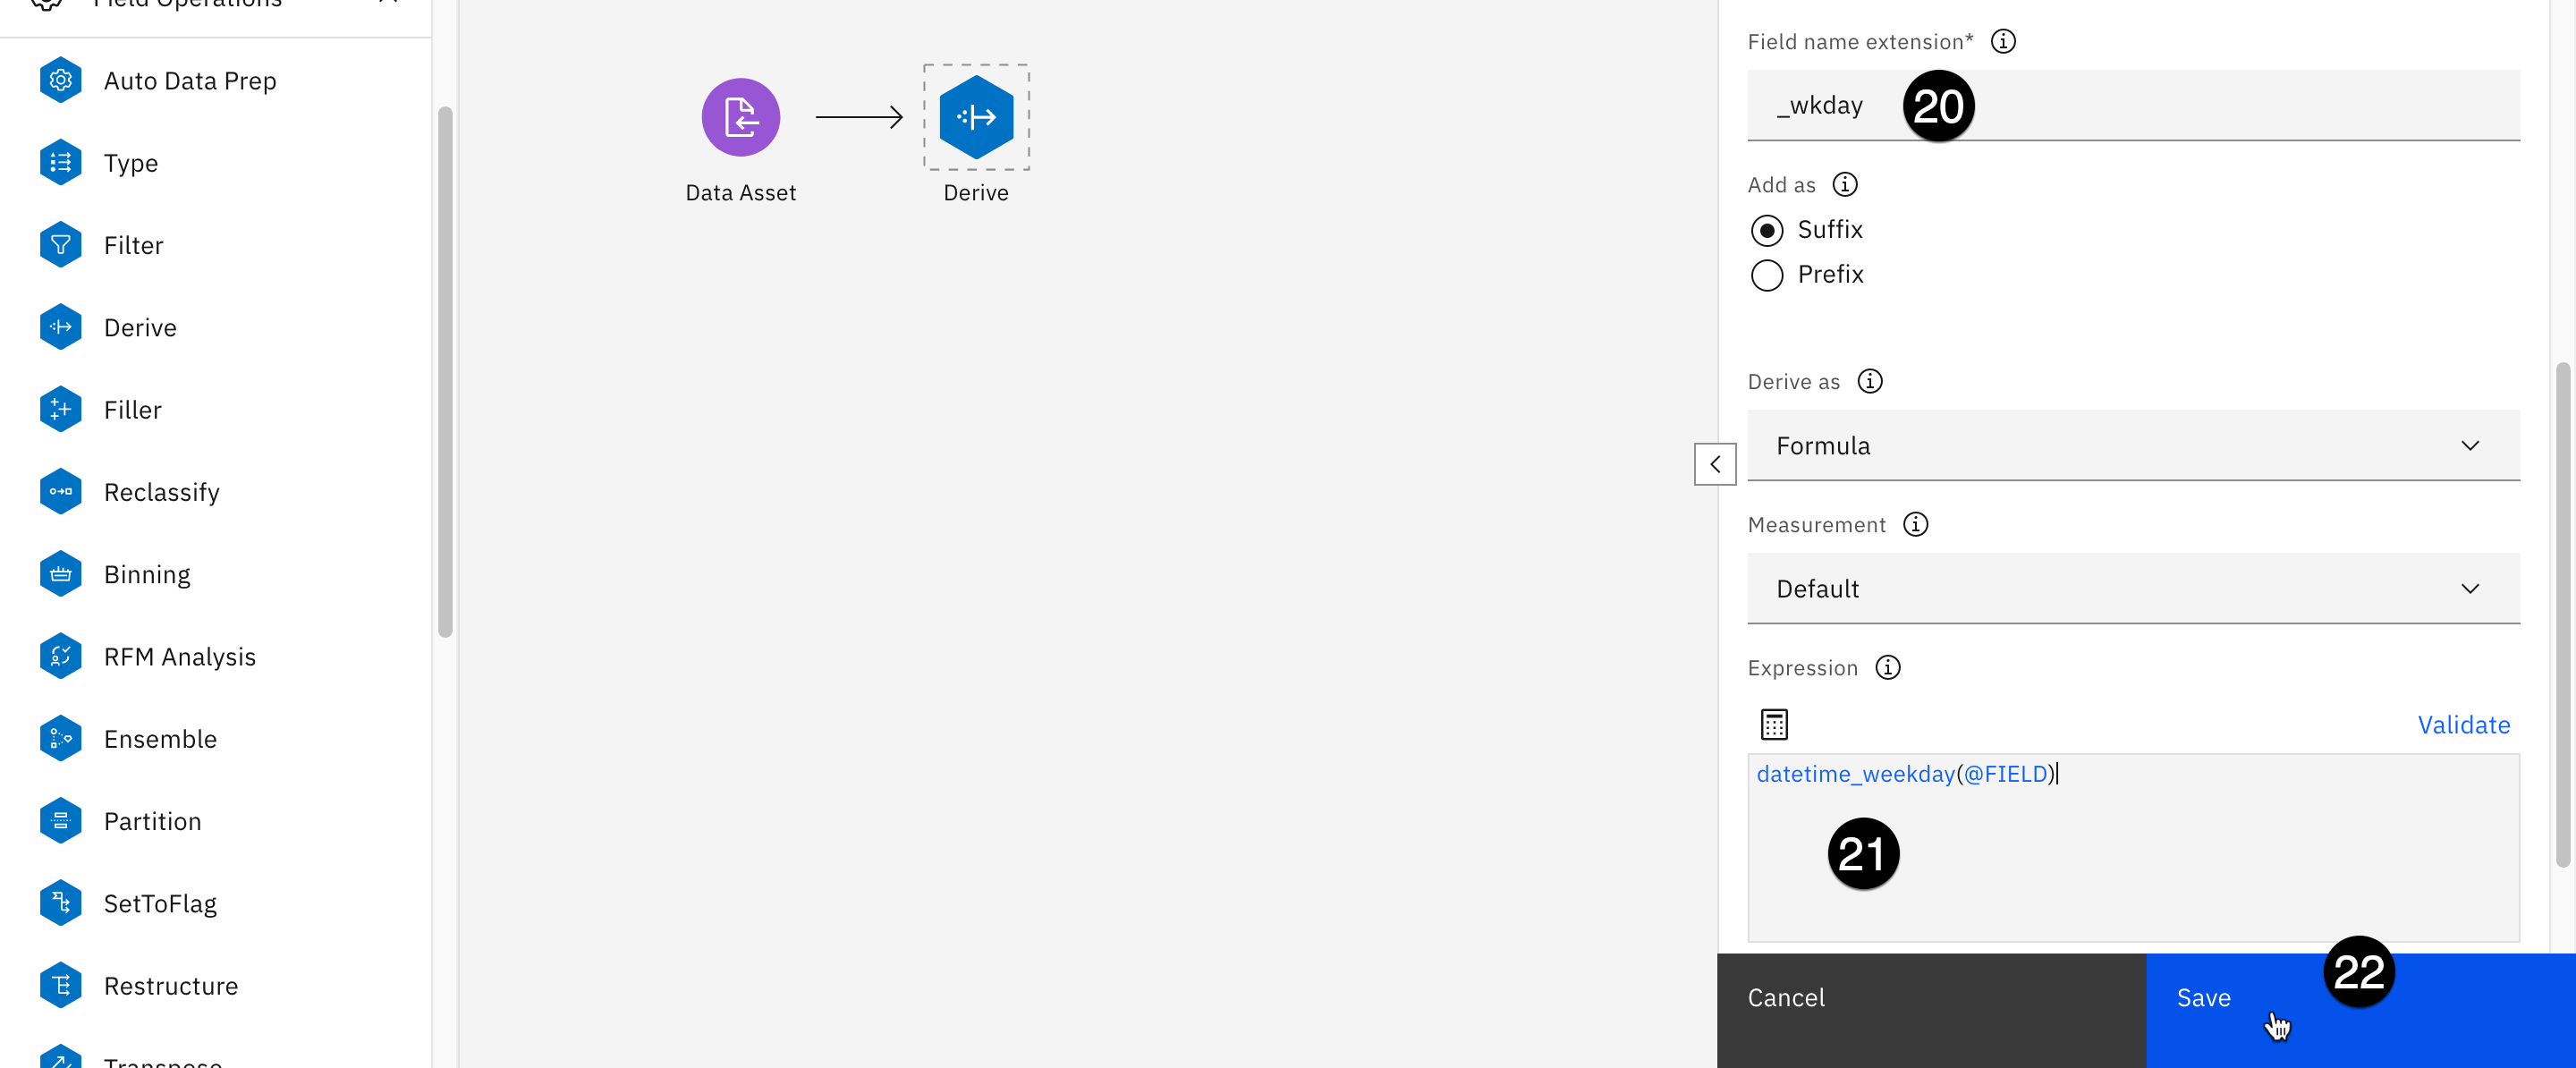 Field Operations
Auto Data Prep
Type
Filter
Derive
Filler
Reclassify
Binning
RFM Analysis
Ensemble
Partition
SetToFlag
Restructure
Transpose
Data Asset
Derive
Field name extension*
_wkday
20
Add as
Suffix
Prefix
Derive as
Formula
Measurement
Default
Expression
Validate
datetime_weekday(@FIELD)
21
22
Cancel
Save